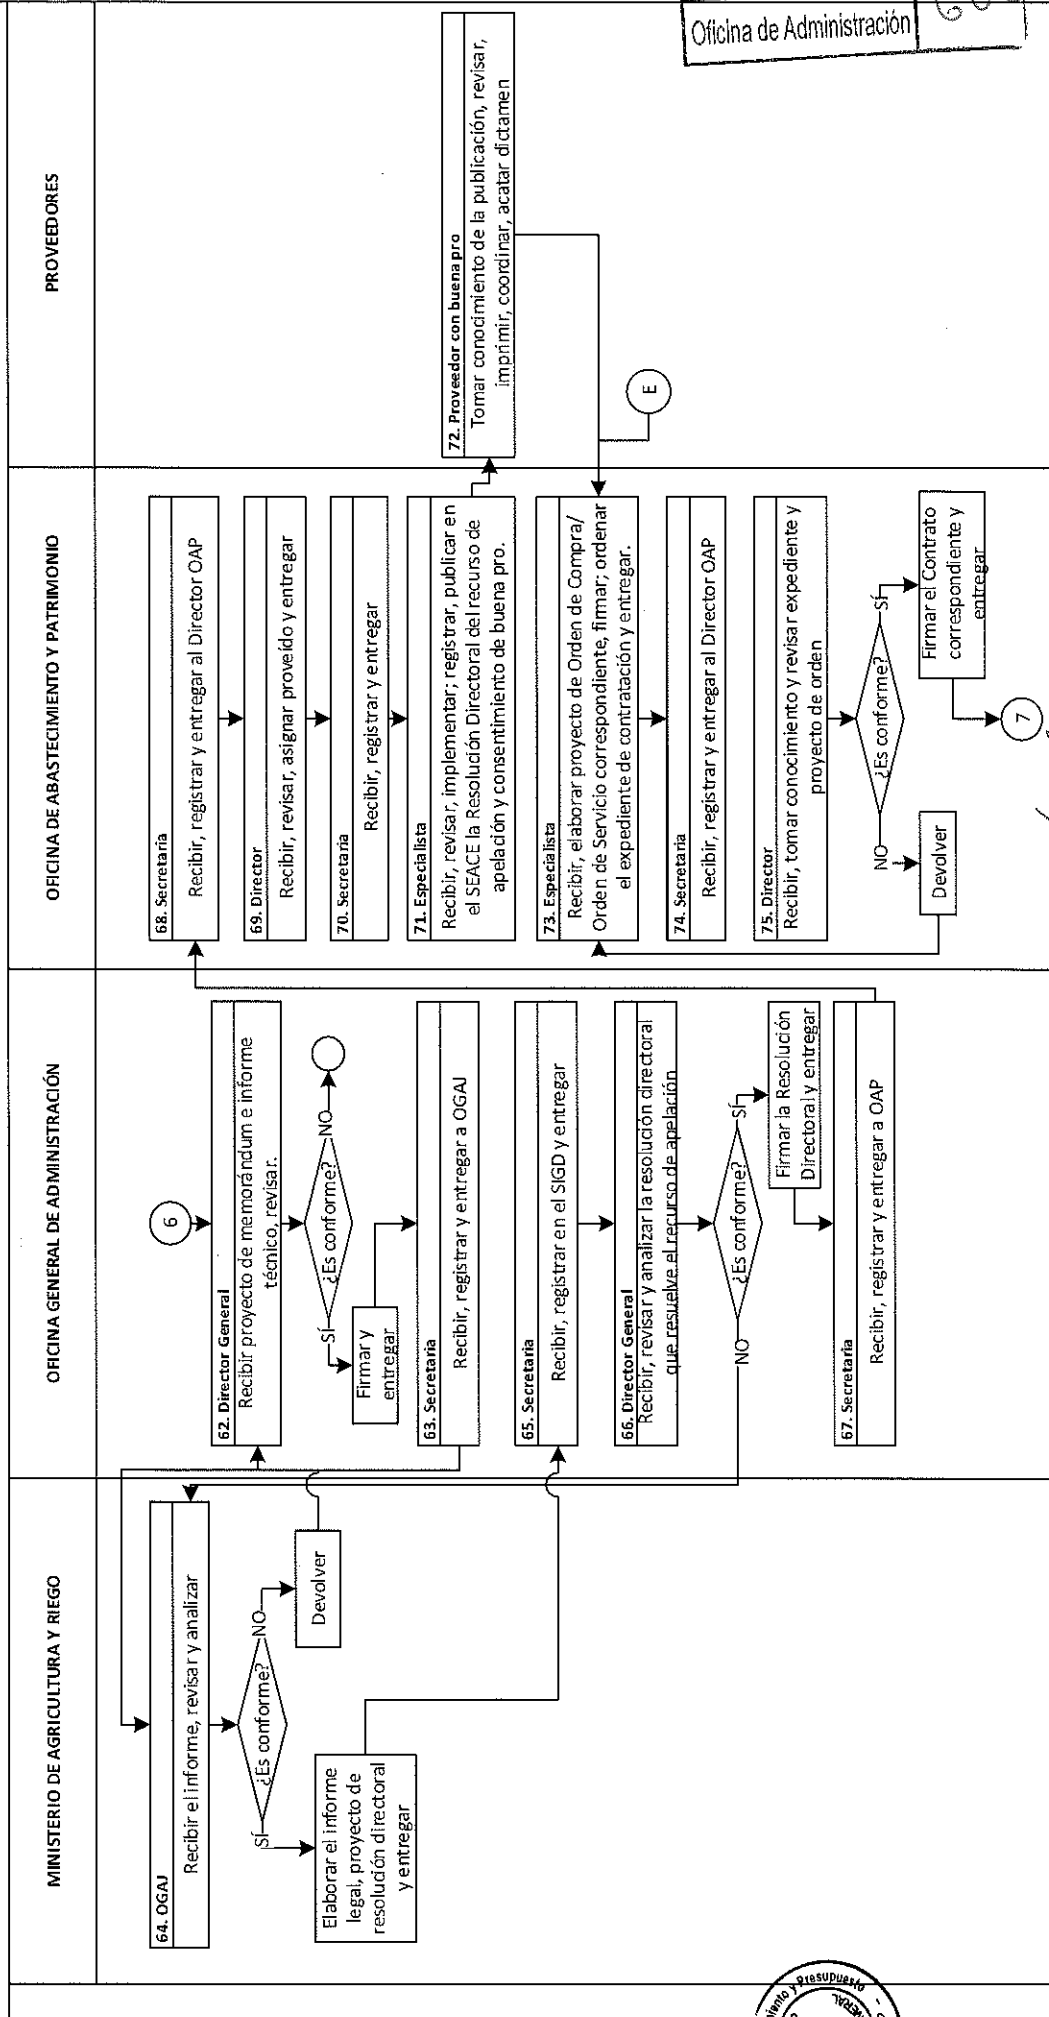 MINISTERIO DE AGRICULTURA Y RIEGO
OFICINA GENERAL DE ADMINISTRACIÓN
OFICINA DE ABASTECIMIENTO Y PATRIMONIO
PROVEEDORES
64. OGAJ
Recibir el informe, revisar y analizar
¿Es conforme?
SÍ
NO
Devolver
Elaborar el informe
legal, proyecto de
resolución directoral
y entregar
6
62. Director General
Recibir proyecto de memorándum e informe
técnico, revisar.
¿Es conforme?
SÍ
NO
Firmar y
entregar
63. Secretaria
Recibir, registrar y entregar a OGAJ
65. Secretaria
Recibir, registrar en el SIGD y entregar
66. Director General
Recibir, revisar y analizar la resolución directoral
que resuelve el recurso de apelación
¿Es conforme?
NO
SÍ
Firmar la Resolución
Directoral y entregar
67. Secretaria
Recibir, registrar y entregar a OAP
68. Secretaria
Recibir, registrar y entregar al Director OAP
69. Director
Recibir, revisar, asignar proveído y entregar
70. Secretaria
Recibir, registrar y entregar
71. Especialista
Recibir, revisar, implementar; registrar, publicar en
el SEACE la Resolución Directoral del recurso de
apelación y consentimiento de buena pro.
72. Proveedor con buena pro
Tomar conocimiento de la publicación, revisar,
imprimir, coordinar, acatar dictamen
E
73. Especialista
Recibir, elaborar proyecto de Orden de Compra/
Orden de Servicio correspondiente, firmar; ordenar
el expediente de contratación y entregar.
74. Secretaria
Recibir, registrar y entregar al Director OAP
75. Director
Recibir, tomar conocimiento y revisar expediente y
proyecto de orden
¿Es conforme?
NO
SÍ
Devolver
Firmar el Contrato
correspondiente y
entregar
7
Oficina de Administración
Presupuesto